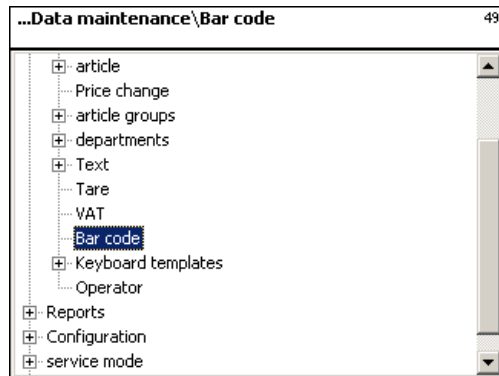 ...Data maintenance\Bar code 49
article
Price change
article groups
departments
Text
Tare
VAT
Bar code
Keyboard templates
Operator
Reports
Configuration
service mode